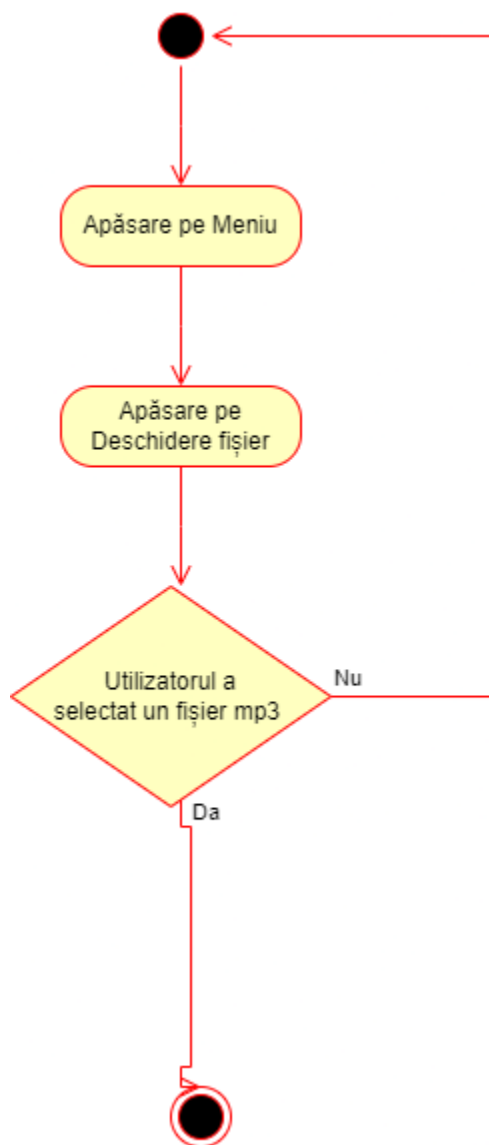 Apăsare pe Meniu
Apăsare pe
Deschidere fișier
Utilizatorul a
selectat un fișier mp3
Nu
Da